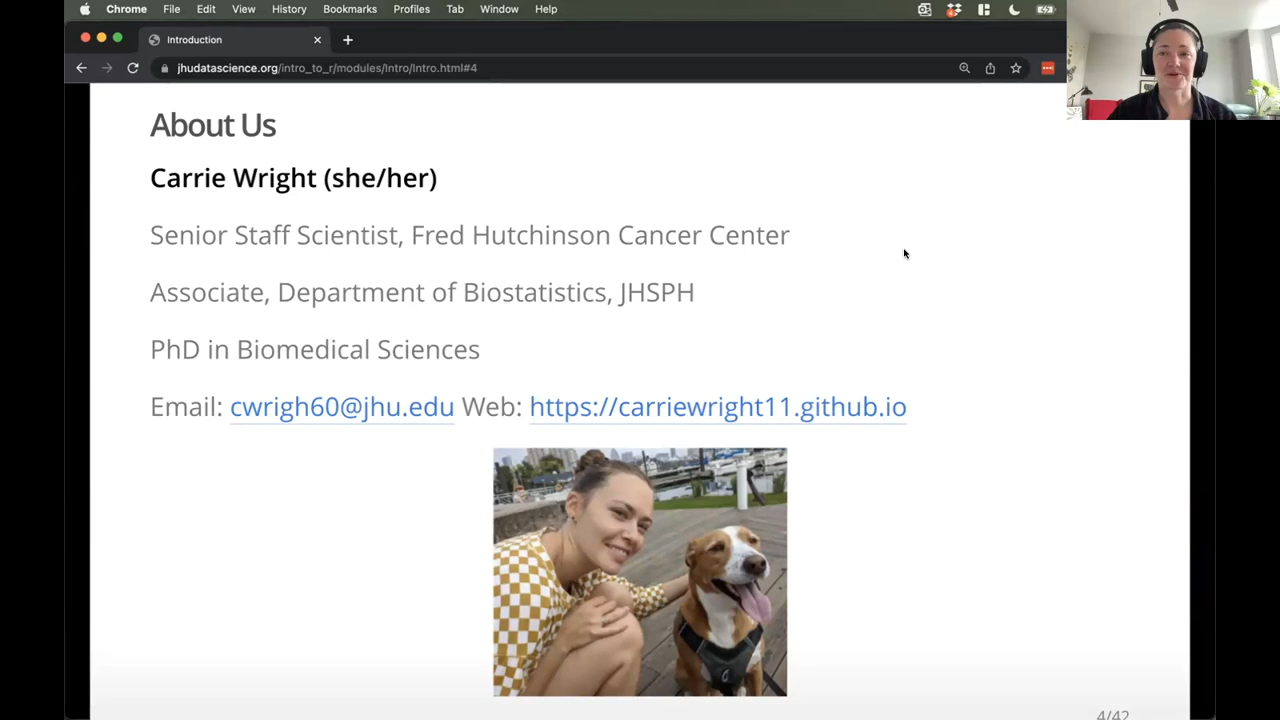 Chrome File Edit View History Bookmarks Profiles Tab Window Help
Introduction
jhudatascience.org/intro_to_r/modules/Intro/Intro.html#4
About Us
Carrie Wright (she/her)
Senior Staff Scientist, Fred Hutchinson Cancer Center
Associate, Department of Biostatistics, JHSPH
PhD in Biomedical Sciences
Email: cwrigh60@jhu.edu Web: https://carriewright11.github.io
4/42